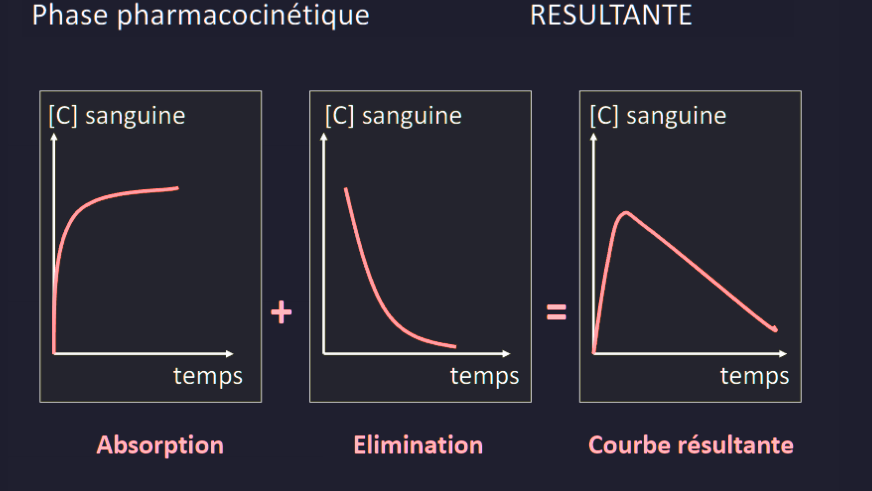 Phase pharmacocinétique
RESULTANTE
[C] sanguine
temps
Absorption
+
[C] sanguine
temps
Elimination
=
[C] sanguine
temps
Courbe résultante